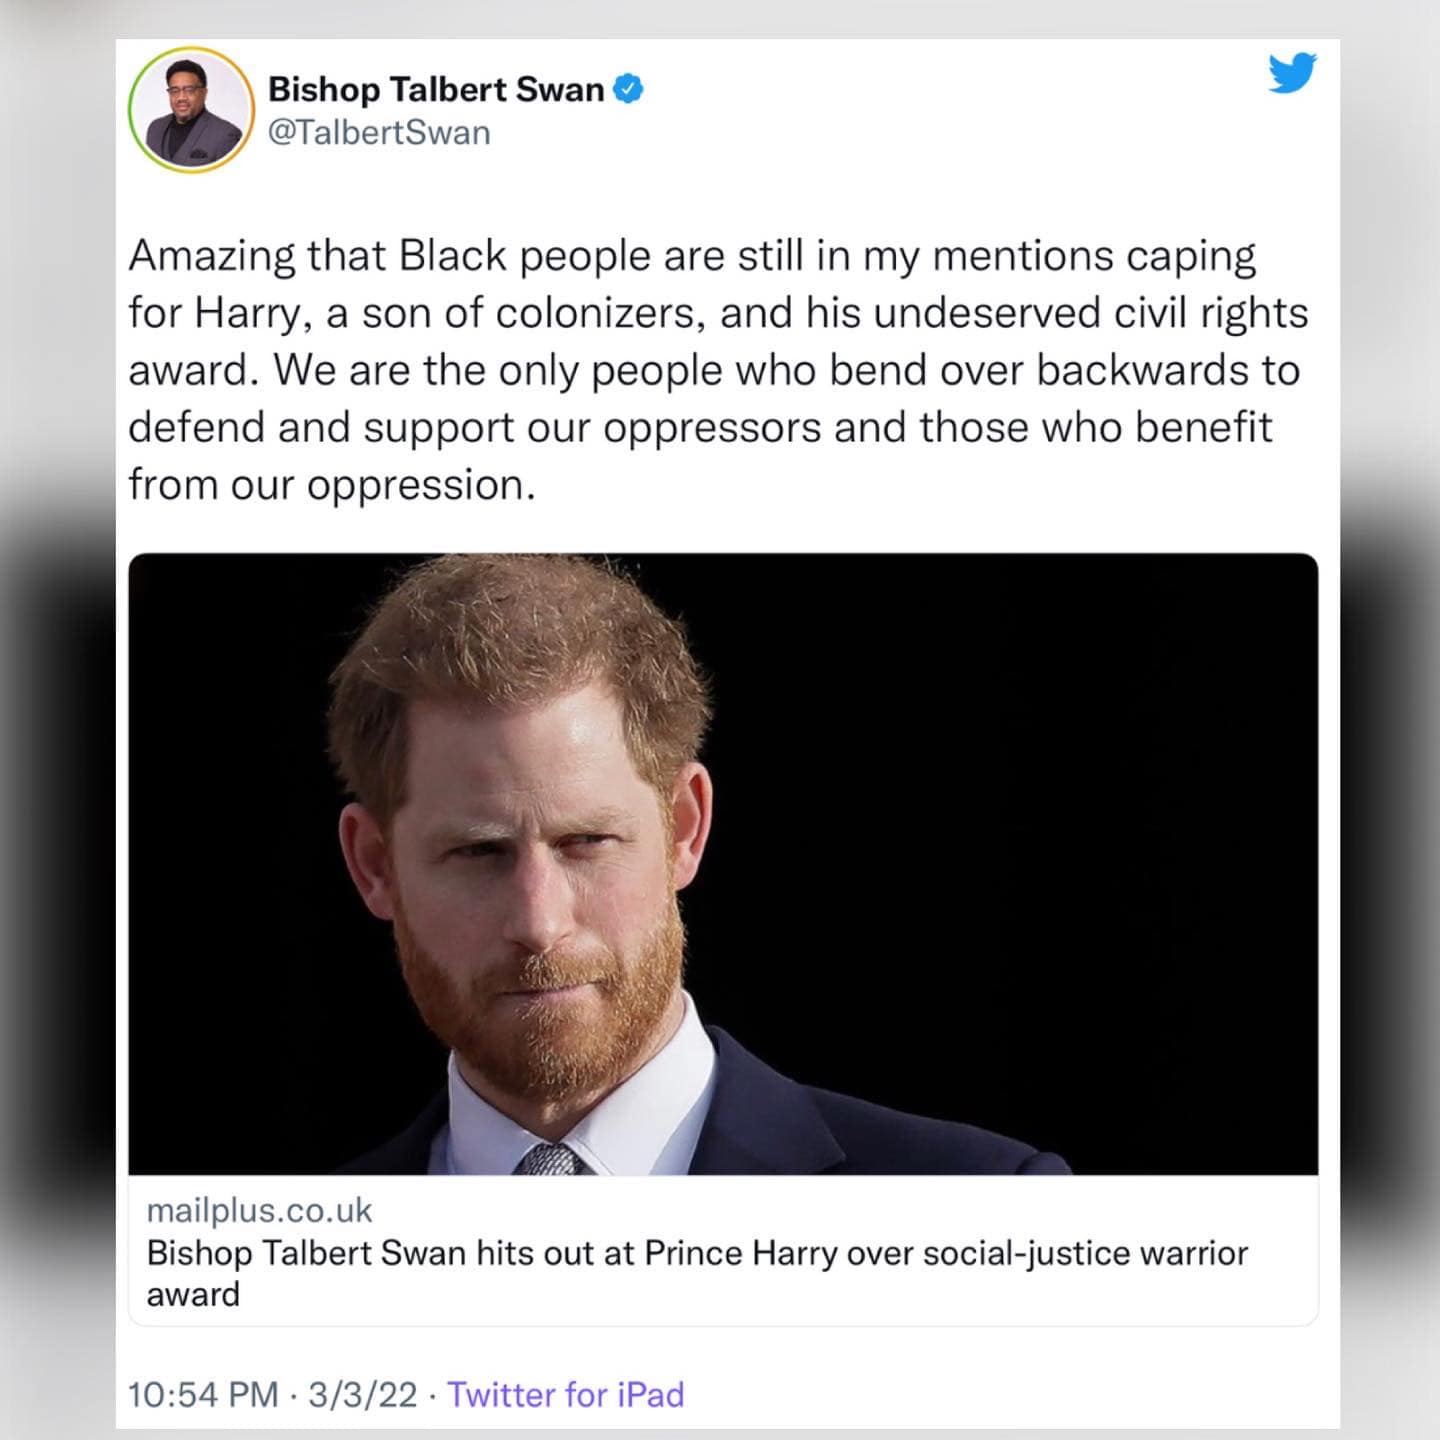 Bishop Talbert Swan
@TalbertSwan
Amazing that Black people are still in my mentions caping
for Harry, a son of colonizers, and his undeserved civil rights
award. We are the only people who bend over backwards to
defend and support our oppressors and those who benefit
from our oppression.
mailplus.co.uk
Bishop Talbert Swan hits out at Prince Harry over social-justice warrior
award
10:54 PM · 3/3/22 · Twitter for iPad